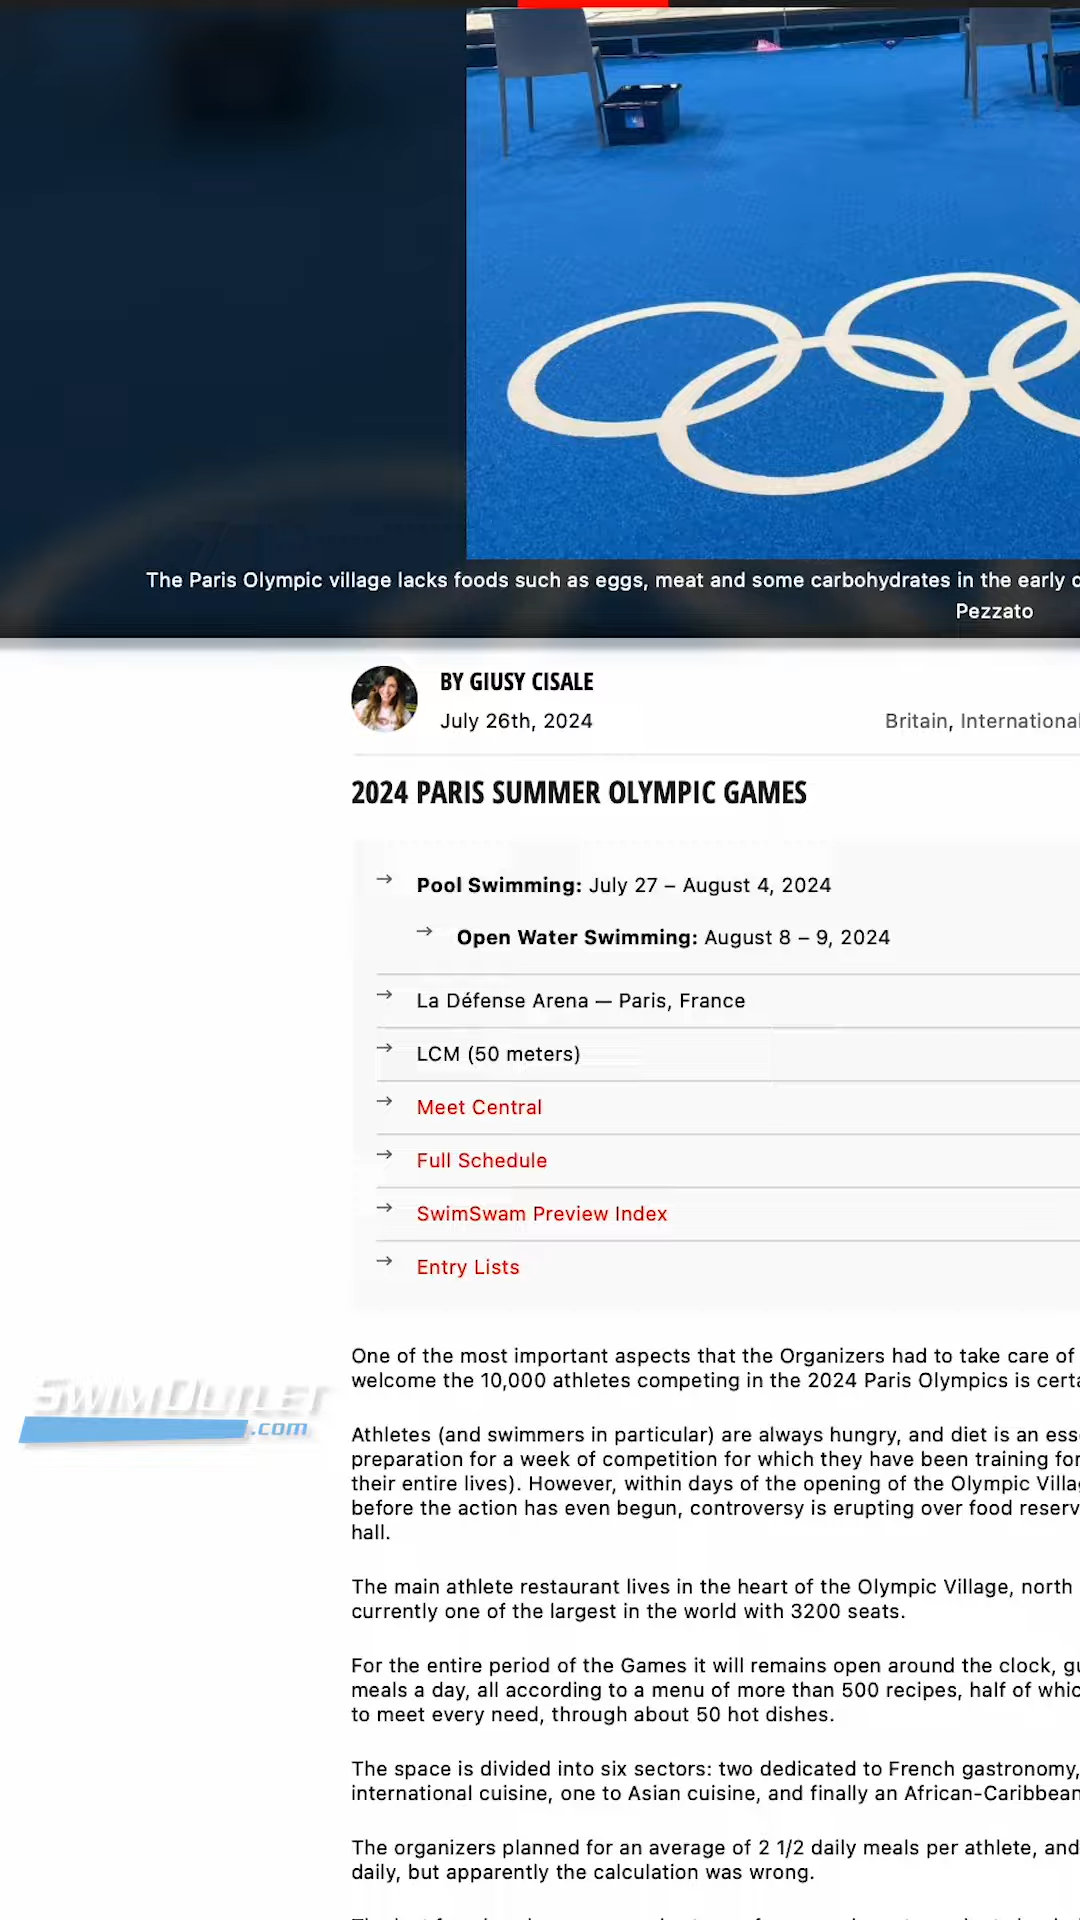 The Paris Olympic village lacks foods such as eggs, meat and some carbohydrates in the early
Pezzato
BY GIUSY CISALE
July 26th, 2024
Britain, International
2024 PARIS SUMMER OLYMPIC GAMES
→ Pool Swimming: July 27 – August 4, 2024
→ Open Water Swimming: August 8 – 9, 2024
→ La Défense Arena — Paris, France
→ LCM (50 meters)
→ Meet Central
→ Full Schedule
→ SwimSwam Preview Index
→ Entry Lists
One of the most important aspects that the Organizers had to take care of
welcome the 10,000 athletes competing in the 2024 Paris Olympics is
SWIMOUTLET
.com
Athletes (and swimmers in particular) are always hungry, and diet is an
preparation for a week of competition for which they have been training for
their entire lives). However, within days of the opening of the Olympic
before the action has even begun, controversy is erupting over food
hall.
The main athlete restaurant lives in the heart of the Olympic Village, north
currently one of the largest in the world with 3200 seats.
For the entire period of the Games it will remains open around the clock,
meals a day, all according to a menu of more than 500 recipes, half of
to meet every need, through about 50 hot dishes.
The space is divided into six sectors: two dedicated to French gastronomy,
international cuisine, one to Asian cuisine, and finally an African-Caribbean
The organizers planned for an average of 2 1/2 daily meals per athlete, and
daily, but apparently the calculation was wrong.